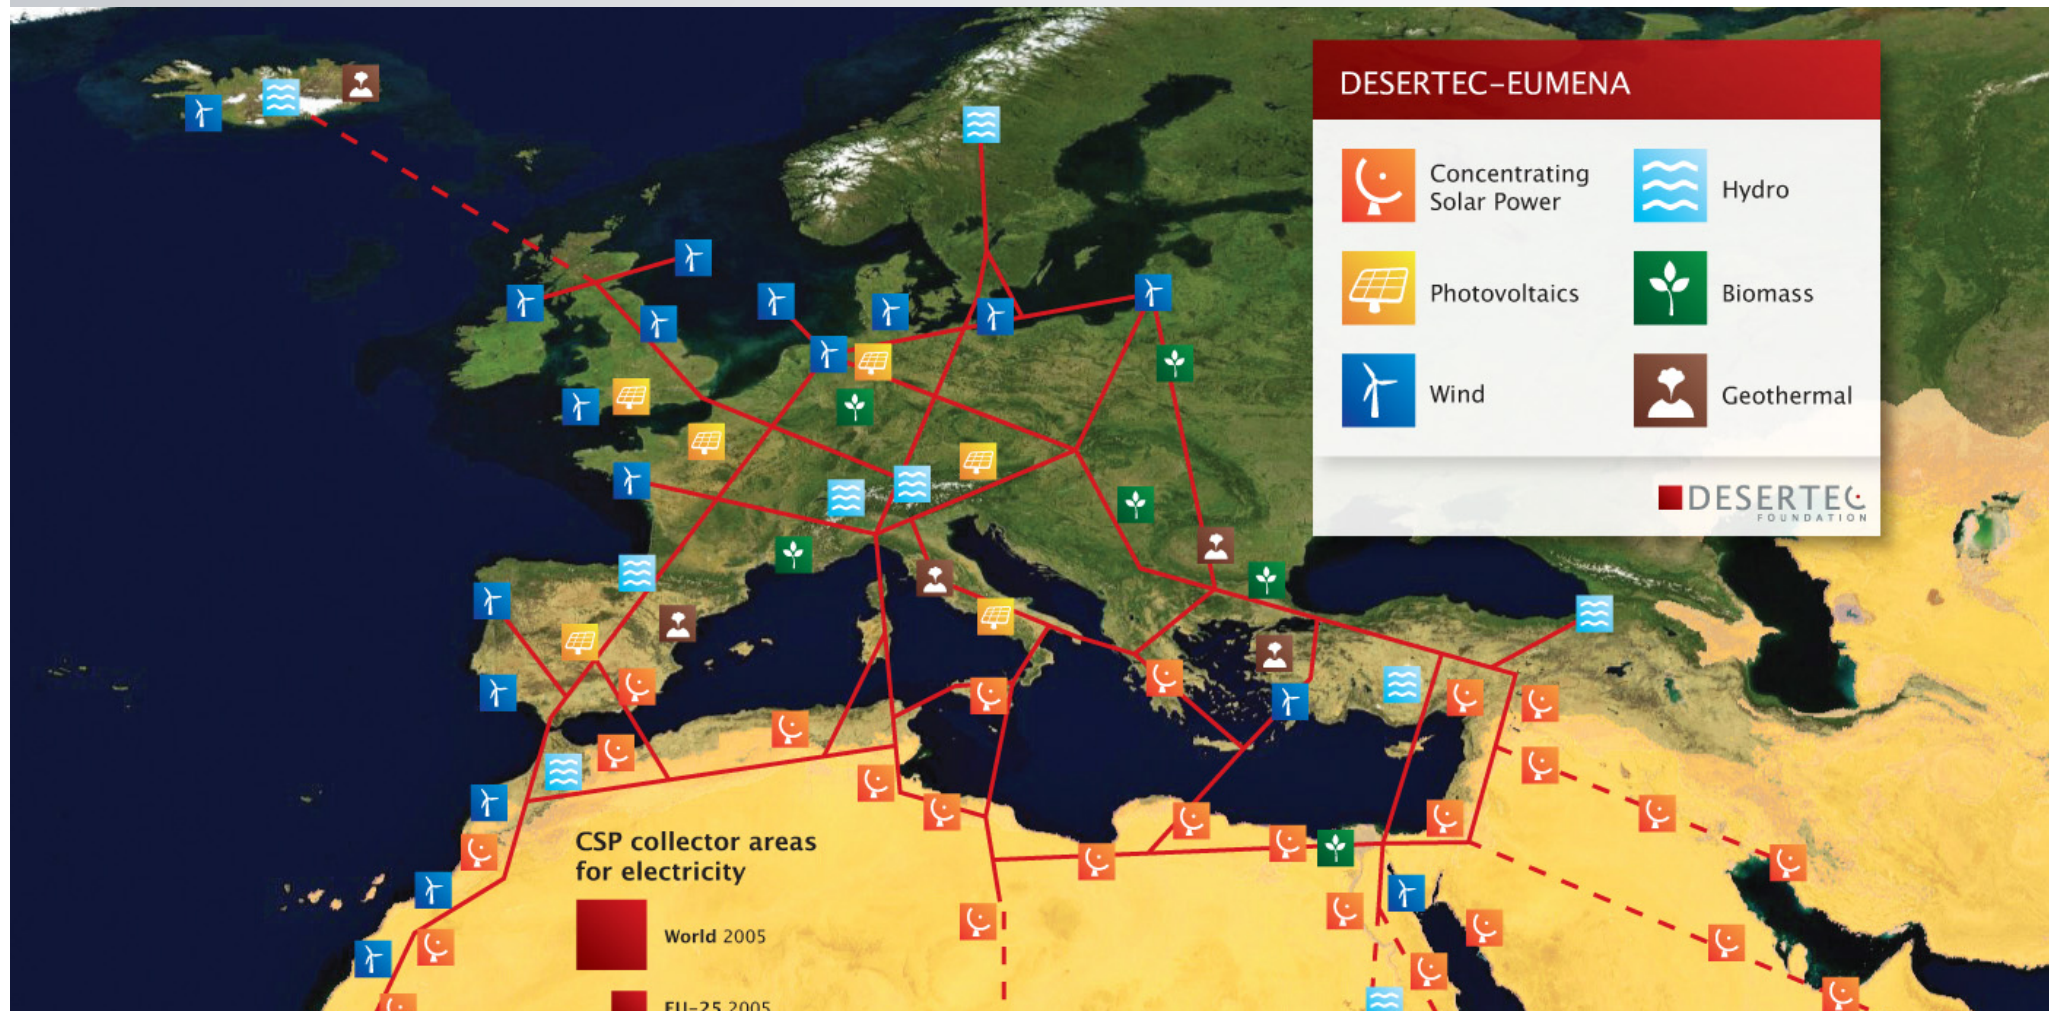 DESERTEC–EUMENA
Concentrating
Solar Power
Hydro
Photovoltaics
Biomass
Wind
Geothermal
DESERTEC
FOUNDATION
CSP collector areas
for electricity
World 2005
EU–25 2005